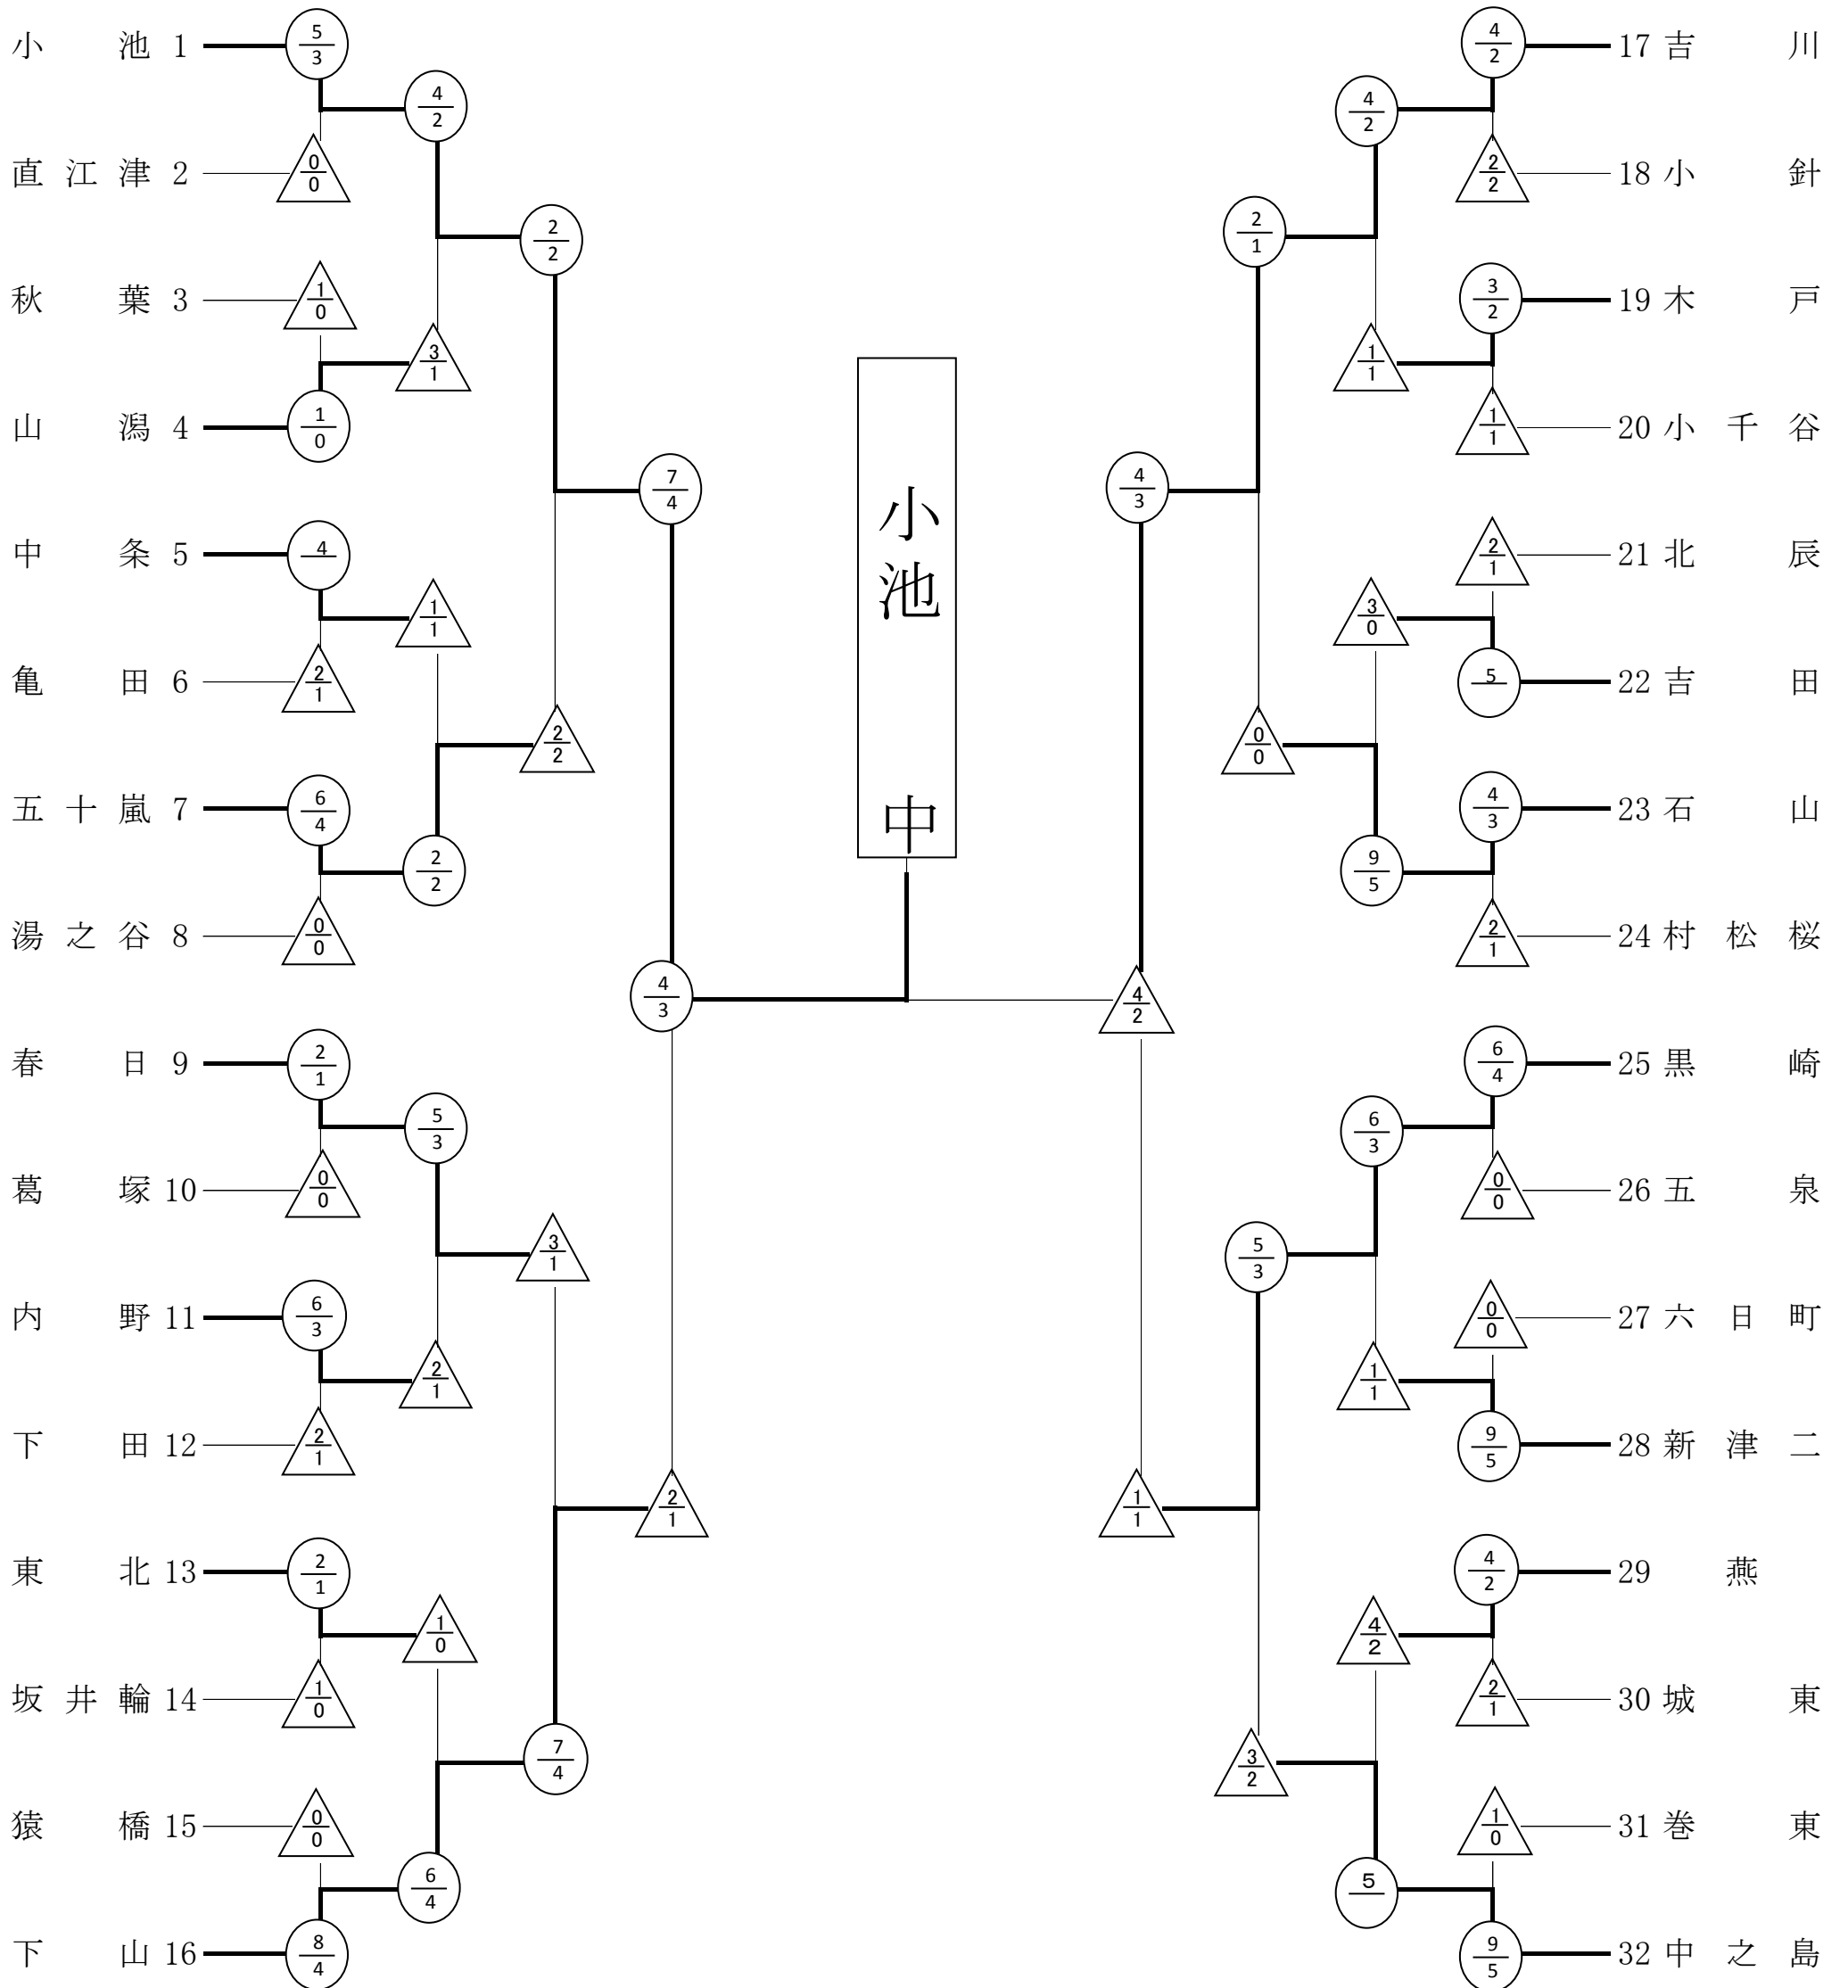 小池 1
5/3
4/2
直江津 2
0/0
2/2
秋葉 3
1/0
3/1
山潟 4
1/0
7/4
中条 5
4
1/1
亀田 6
2/1
2/2
五十嵐 7
6/4
2/2
湯之谷 8
0/0
4/3
春日 9
2/1
5/3
葛塚 10
0/0
3/1
内野 11
6/3
2/1
下田 12
2/1
2/1
東北 13
2/1
1/0
坂井輪 14
1/0
7/4
猿橋 15
0/0
6/4
下山 16
8/4
小池 中
4/2
17 吉川
4/2
2/2
18 小針
2/1
3/2
19 木戸
1/1
1/1
20 小千谷
4/3
2/1
21 北辰
3/0
5
22 吉田
0/0
4/3
23 石山
9/5
2/1
24 村松桜
4/2
6/4
25 黒崎
6/3
0/0
26 五泉
5/3
0/0
27 六日町
1/1
9/5
28 新津二
1/1
4/2
29 燕
4/2
2/1
30 城東
3/2
1/0
31 巻東
5
9/5
32 中之島